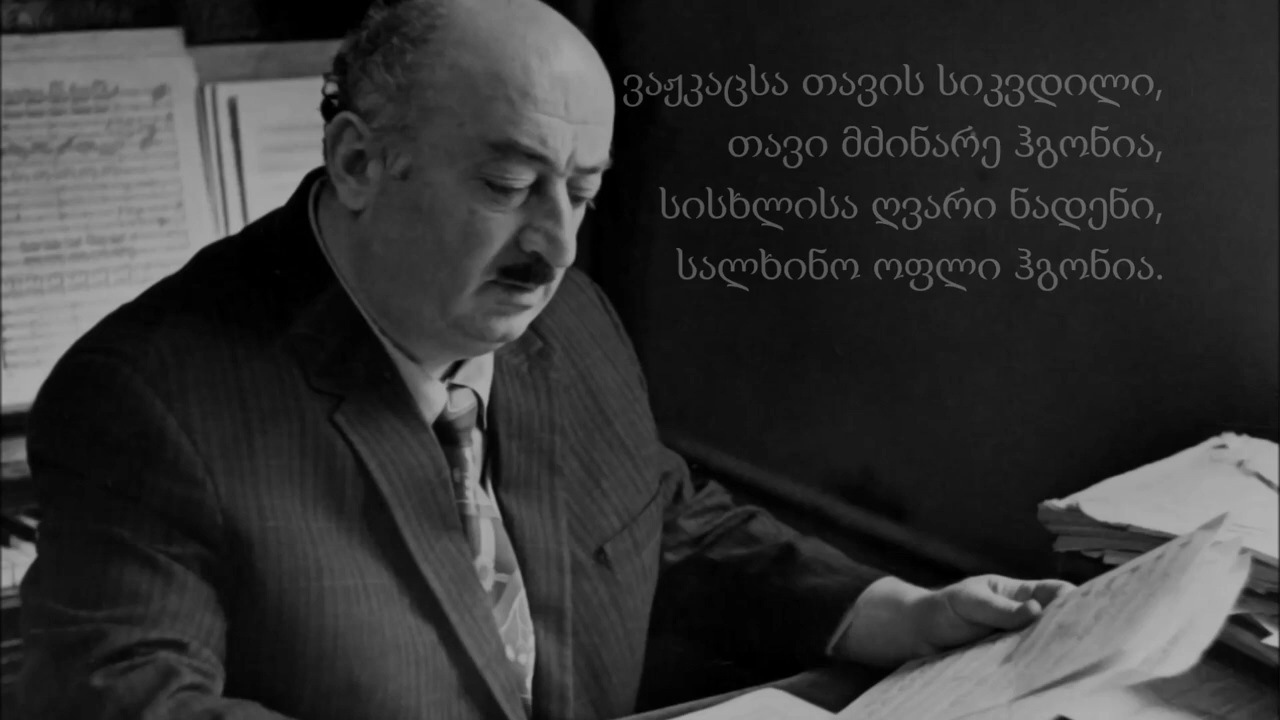 ვაჟკაცსა თავის სიკვდილი,
თავი მძინარე ჰგონია,
სისხლისა ღვარი ნადენი,
სალხინო ოფლი ჰგონია.